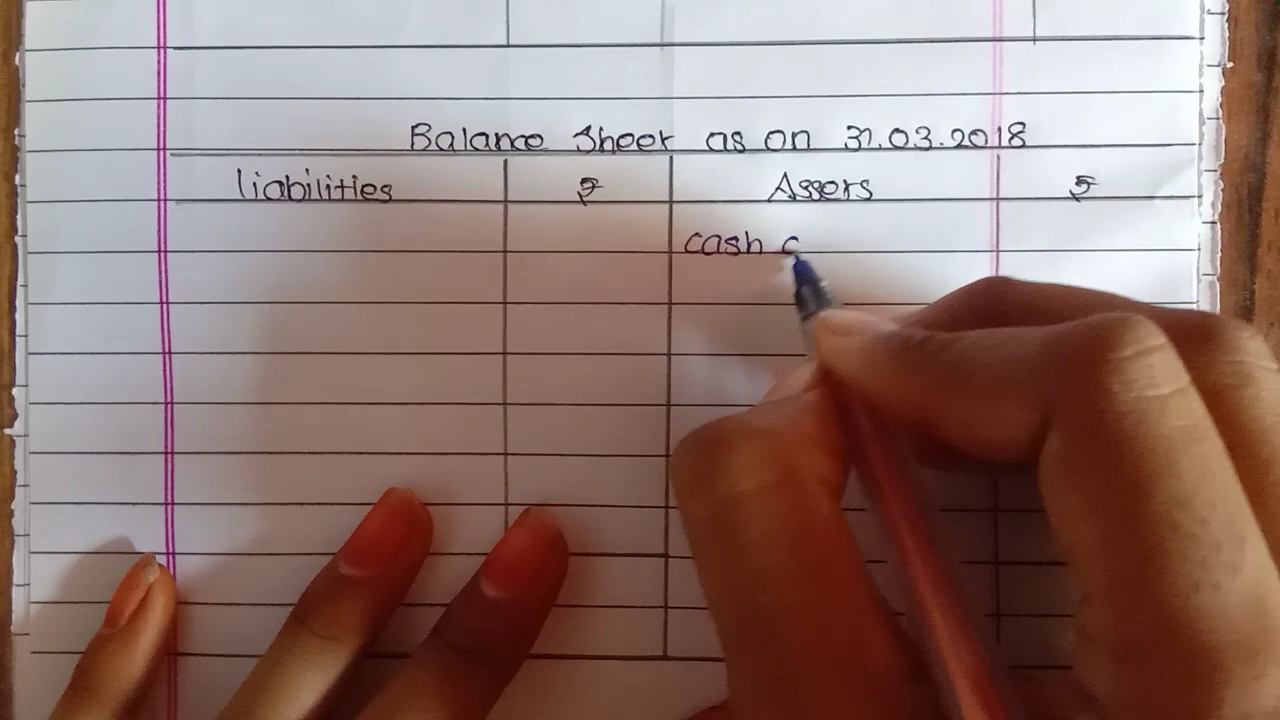 Balance Sheet as on 31.03.2018
liabilities ₹ Assets ₹
cash a